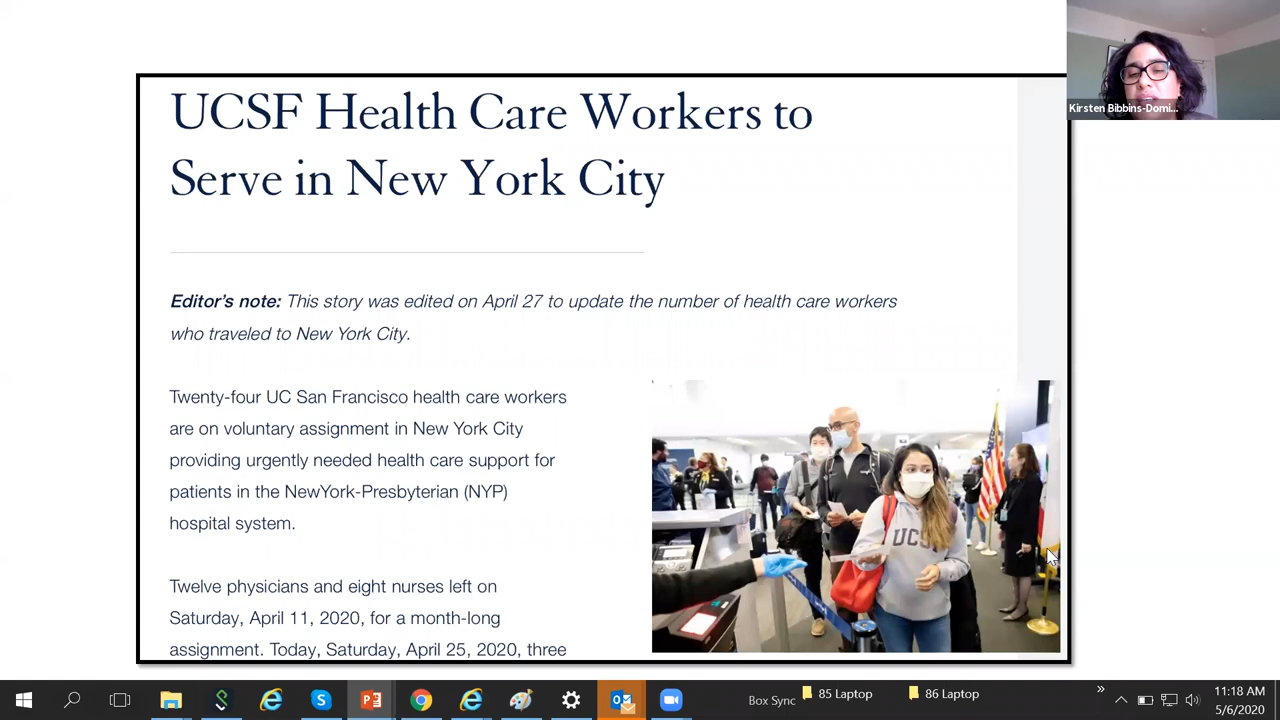 UCSF Health Care Workers to
Serve in New York City
Kirsten Bibbins-Domi...
Editor's note: This story was edited on April 27 to update the number of health care workers
who traveled to New York City.
Twenty-four UC San Francisco health care workers
are on voluntary assignment in New York City
providing urgently needed health care support for
patients in the NewYork-Presbyterian (NYP)
hospital system.
Twelve physicians and eight nurses left on
Saturday, April 11, 2020, for a month-long
assignment. Today, Saturday, April 25, 2020, three
UCSF
Box Sync
85 Laptop
86 Laptop
11:18 AM
5/6/2020